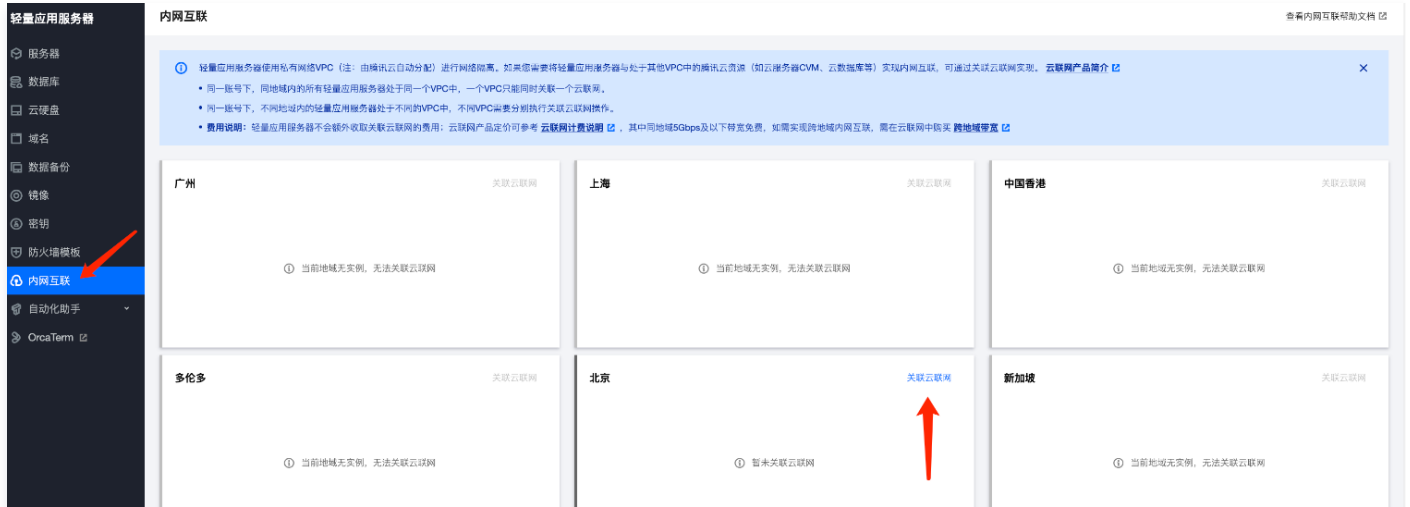 轻量应用服务器
服务器
数据库
云硬盘
域名
数据备份
镜像
密钥
防火墙模板
内网互联
自动化助手
OrcaTerm
内网互联
查看内网互联帮助文档
轻量应用服务器使用私有网络VPC（注：由腾讯云自动分配）进行网络隔离。如果您需要将轻量应用服务器与处于其他VPC中的腾讯云资源（如云服务器CVM、云数据库等）实现内网互联，可通过关联云联网实现。 云联网产品简介
• 同一账号下，同地域内的所有轻量应用服务器处于同一个VPC中，一个VPC只能同时关联一个云联网。
• 同一账号下，不同地域内的轻量应用服务器处于不同的VPC中，不同VPC需要分别执行关联云联网操作。
• 费用说明：轻量应用服务器不会额外收取关联云联网的费用；云联网产品定价可参考 云联网计费说明 ，其中同地域5Gbps及以下带宽免费，如需实现跨地域内网互联，需在云联网中购买 跨地域带宽
广州 关联云联网
当前地域无实例，无法关联云联网
上海 关联云联网
当前地域无实例，无法关联云联网
中国香港 关联云联网
当前地域无实例，无法关联云联网
多伦多 关联云联网
当前地域无实例，无法关联云联网
北京 关联云联网
暂未关联云联网
新加坡 关联云联网
当前地域无实例，无法关联云联网